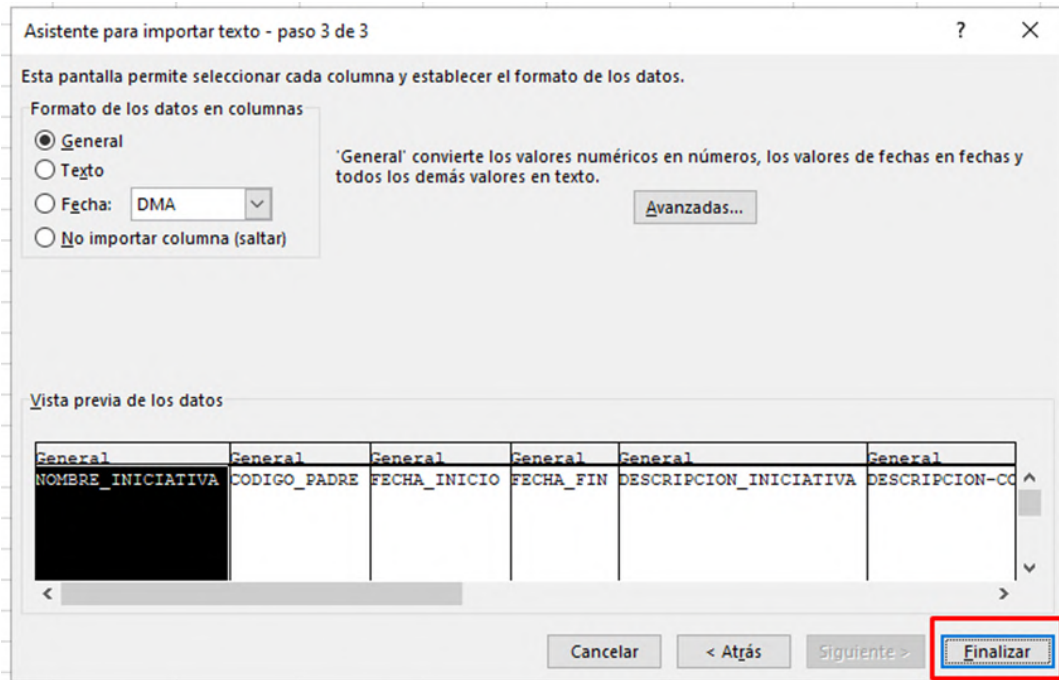 Asistente para importar texto - paso 3 de 3
?
Esta pantalla permite seleccionar cada columna y establecer el formato de los datos.
Formato de los datos en columnas
General
Texto
Fecha: DMA
No importar columna (saltar)
'General' convierte los valores numéricos en números, los valores de fechas en fechas y
todos los demás valores en texto.
Avanzadas...
Vista previa de los datos
General General General General General General
NOMBRE_INICIATIVA CODIGO_PADRE FECHA_INICIO FECHA_FIN DESCRIPCION_INICIATIVA DESCRIPCION-CO
Cancelar < Atrás Siguiente > Finalizar